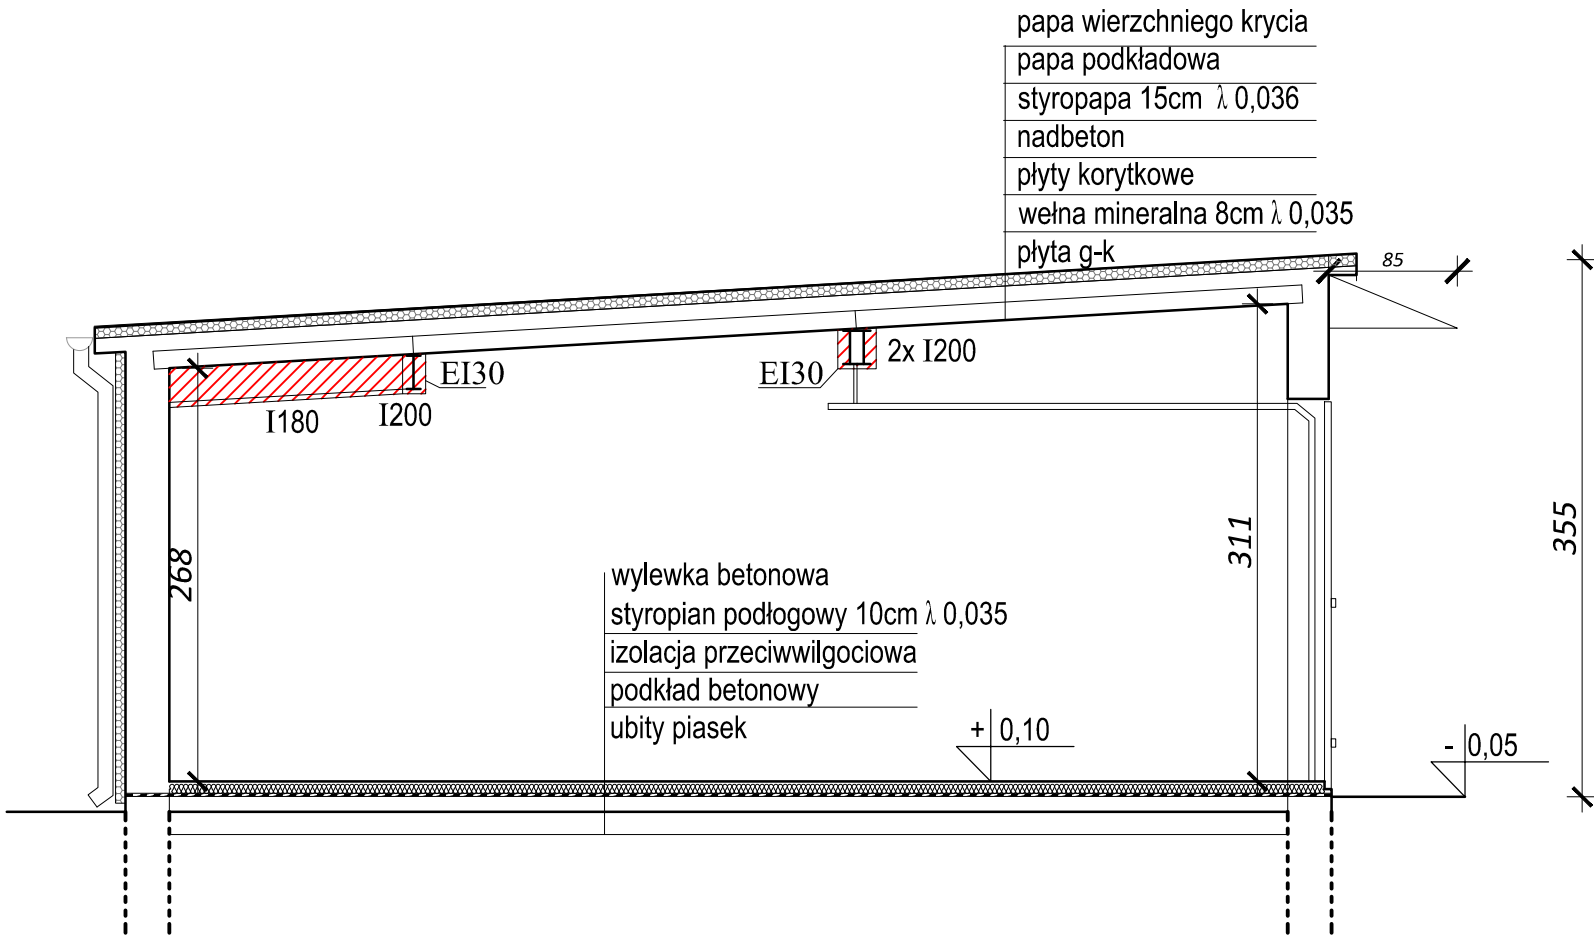 papa wierzchniego krycia
papa podkładowa
styropapa 15cm λ 0,036
nadbeton
płyty korytkowe
wełna mineralna 8cm λ 0,035
płyta g-k
85
EI30
EI30
2x I200
I180
I200
268
311
355
wylewka betonowa
styropian podłogowy 10cm λ 0,035
izolacja przeciwwilgociowa
podkład betonowy
ubity piasek
+ 0,10
- 0,05